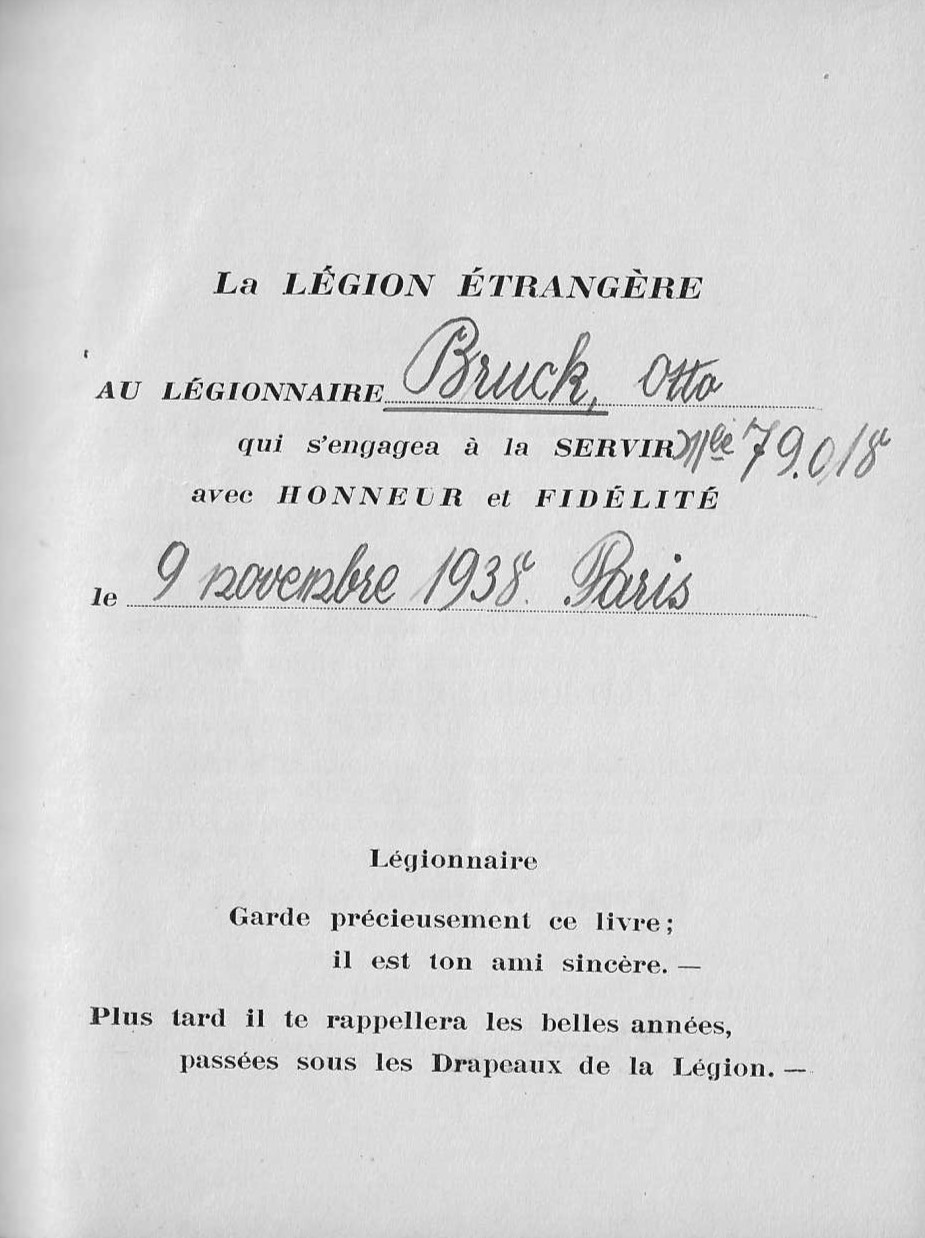 La LÉGION ÉTRANGÈRE
AU LÉGIONNAIRE Bruck, Otto
qui s'engagea à la SERVIR Mle 79.018
avec HONNEUR et FIDÉLITÉ
le 9 novembre 1938. Paris
Légionnaire
Garde précieusement ce livre;
il est ton ami sincère. —
Plus tard il te rappellera les belles années,
passées sous les Drapeaux de la Légion. —